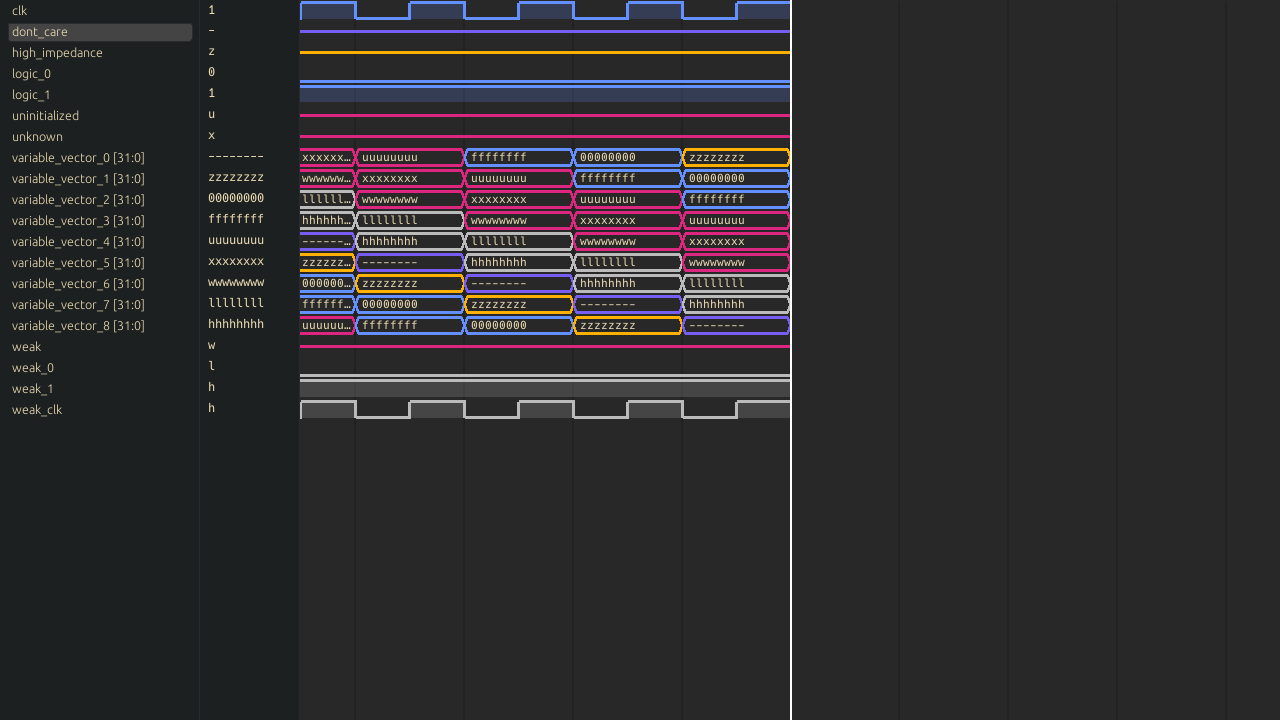 clk 1
dont_care -
high_impedance z
logic_0 0
logic_1 1
uninitialized u
unknown x
variable_vector_0 [31:0] -------- xxxxxx… uuuuuuuu ffffffff 00000000 zzzzzzzz
variable_vector_1 [31:0] zzzzzzzz wwwwww… xxxxxxxx uuuuuuuu ffffffff 00000000
variable_vector_2 [31:0] 00000000 llllll… wwwwwwww xxxxxxxx uuuuuuuu ffffffff
variable_vector_3 [31:0] ffffffff hhhhhh… llllllll wwwwwwww xxxxxxxx uuuuuuuu
variable_vector_4 [31:0] uuuuuuuu ------… hhhhhhhh llllllll wwwwwwww xxxxxxxx
variable_vector_5 [31:0] xxxxxxxx zzzzzz… -------- hhhhhhhh llllllll wwwwwwww
variable_vector_6 [31:0] wwwwwwww 000000… zzzzzzzz -------- hhhhhhhh llllllll
variable_vector_7 [31:0] llllllll ffffff… 00000000 zzzzzzzz -------- hhhhhhhh
variable_vector_8 [31:0] hhhhhhhh uuuuuu… ffffffff 00000000 zzzzzzzz --------
weak w
weak_0 l
weak_1 h
weak_clk h